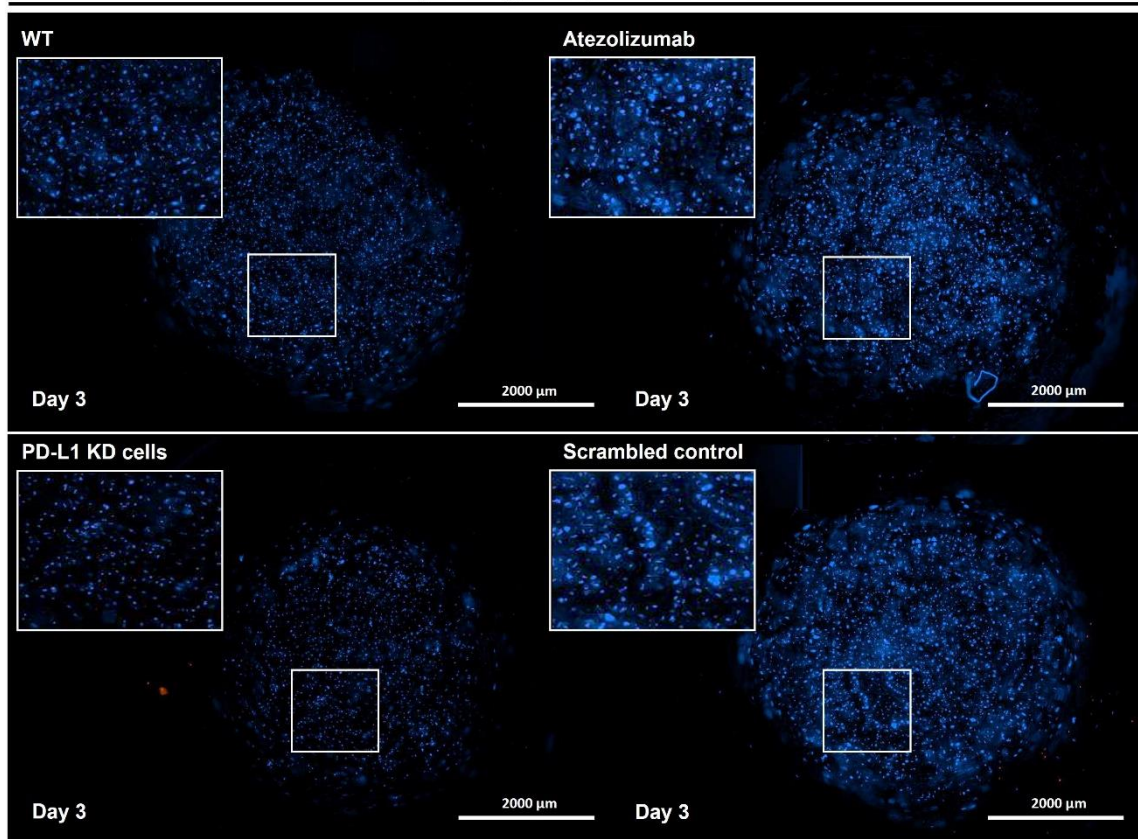 WT
Atezolizumab
Day 3
2000 µm
Day 3
2000 µm
PD-L1 KD cells
Scrambled control
Day 3
2000 µm
Day 3
2000 µm